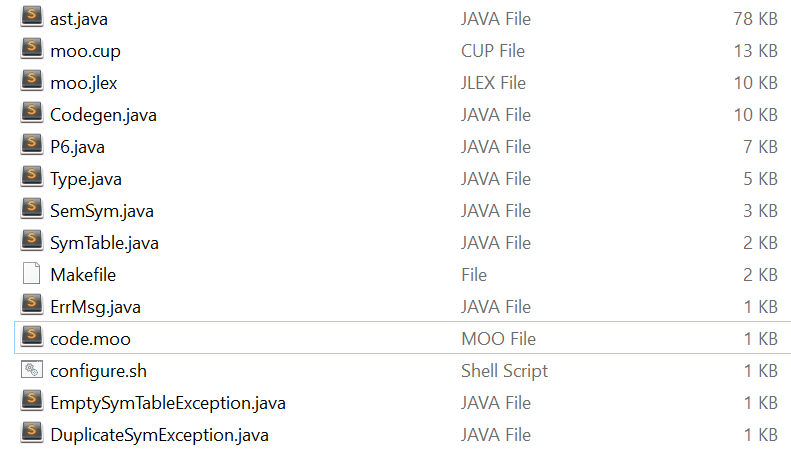 ast.java JAVA File 78 KB
moo.cup CUP File 13 KB
moo.jlex JLEX File 10 KB
Codegen.java JAVA File 10 KB
P6.java JAVA File 7 KB
Type.java JAVA File 5 KB
SemSym.java JAVA File 3 KB
SymTable.java JAVA File 2 KB
Makefile File 2 KB
ErrMsg.java JAVA File 1 KB
code.moo MOO File 1 KB
configure.sh Shell Script 1 KB
EmptySymTableException.java JAVA File 1 KB
DuplicateSymException.java JAVA File 1 KB